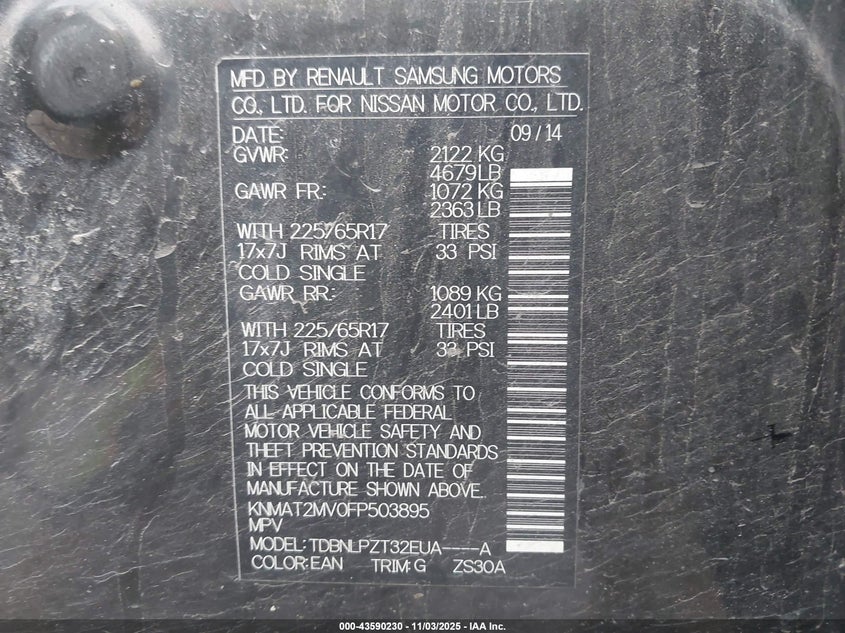 MFD BY RENAULT SAMSUNG MOTORS
CO., LTD. FOR NISSAN MOTOR CO., LTD.
DATE: 09/14
GVWR: 2122 KG
4679LB
GAWR FR.: 1072 KG
2363 LB
WITH 225/65R17 TIRES
17x7J RIMS AT 33 PSI
COLD SINGLE
GAWR RR.: 1089 KG
2401 LB
WITH 225/65R17 TIRES
17x7J RIMS AT 33 PSI
COLD SINGLE
THIS VEHICLE CONFORMS TO
ALL APPLICABLE FEDERAL
MOTOR VEHICLE SAFETY AND
THEFT PREVENTION STANDARDS
IN EFFECT ON THE DATE OF
MANUFACTURE SHOWN ABOVE.
KNMAT2MV0FP503895
MPV
MODEL: TDBNLPZT32EUA----A
COLOR: EAN TRIM: G ZS30A
000-43590230 - 11/03/2025 - IAA Inc.